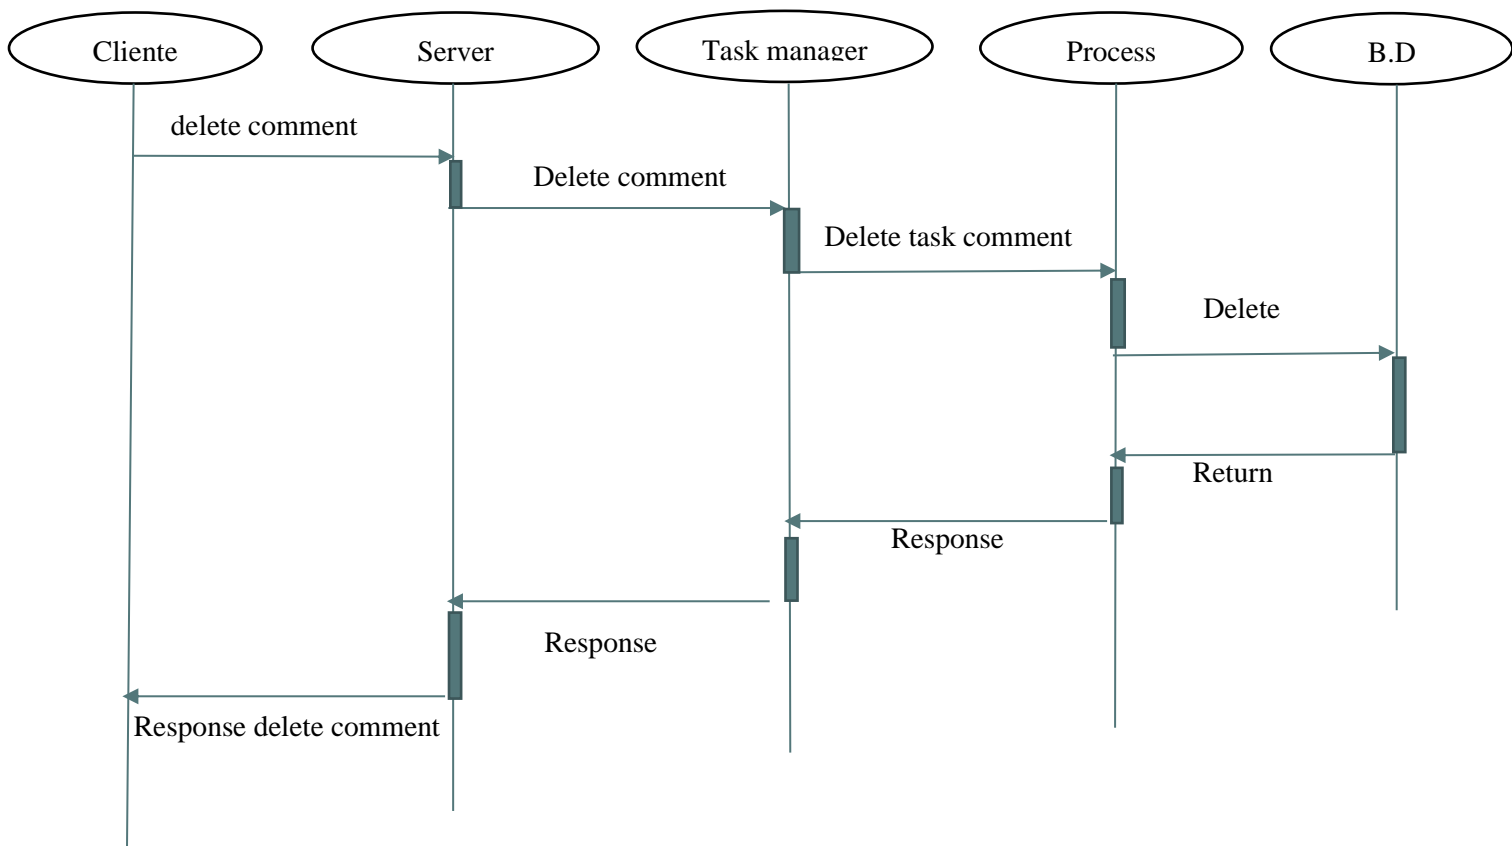 Cliente
Server
Task manager
Process
B.D
delete comment
Delete comment
Delete task comment
Delete
Return
Response
Response
Response delete comment